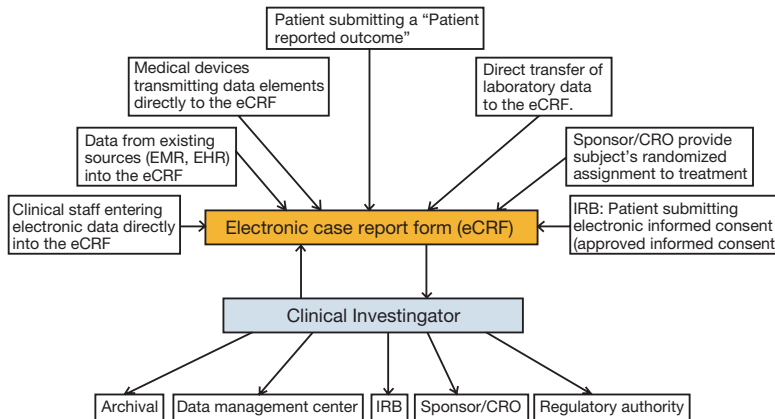 Patient submitting a “Patient
reported outcome”
Medical devices
transmitting data elements
directly to the eCRF
Direct transfer of
laboratory data
to the eCRF.
Data from existing
sources (EMR, EHR)
into the eCRF
Sponsor/CRO provide
subject's randomized
assignment to treatment
Clinical staff entering
electronic data directly
into the eCRF
Electronic case report form (eCRF)
IRB: Patient submitting
electronic informed consent
(approved informed consent
Clinical Investingator
Archival
Data management center
IRB
Sponsor/CRO
Regulatory authority